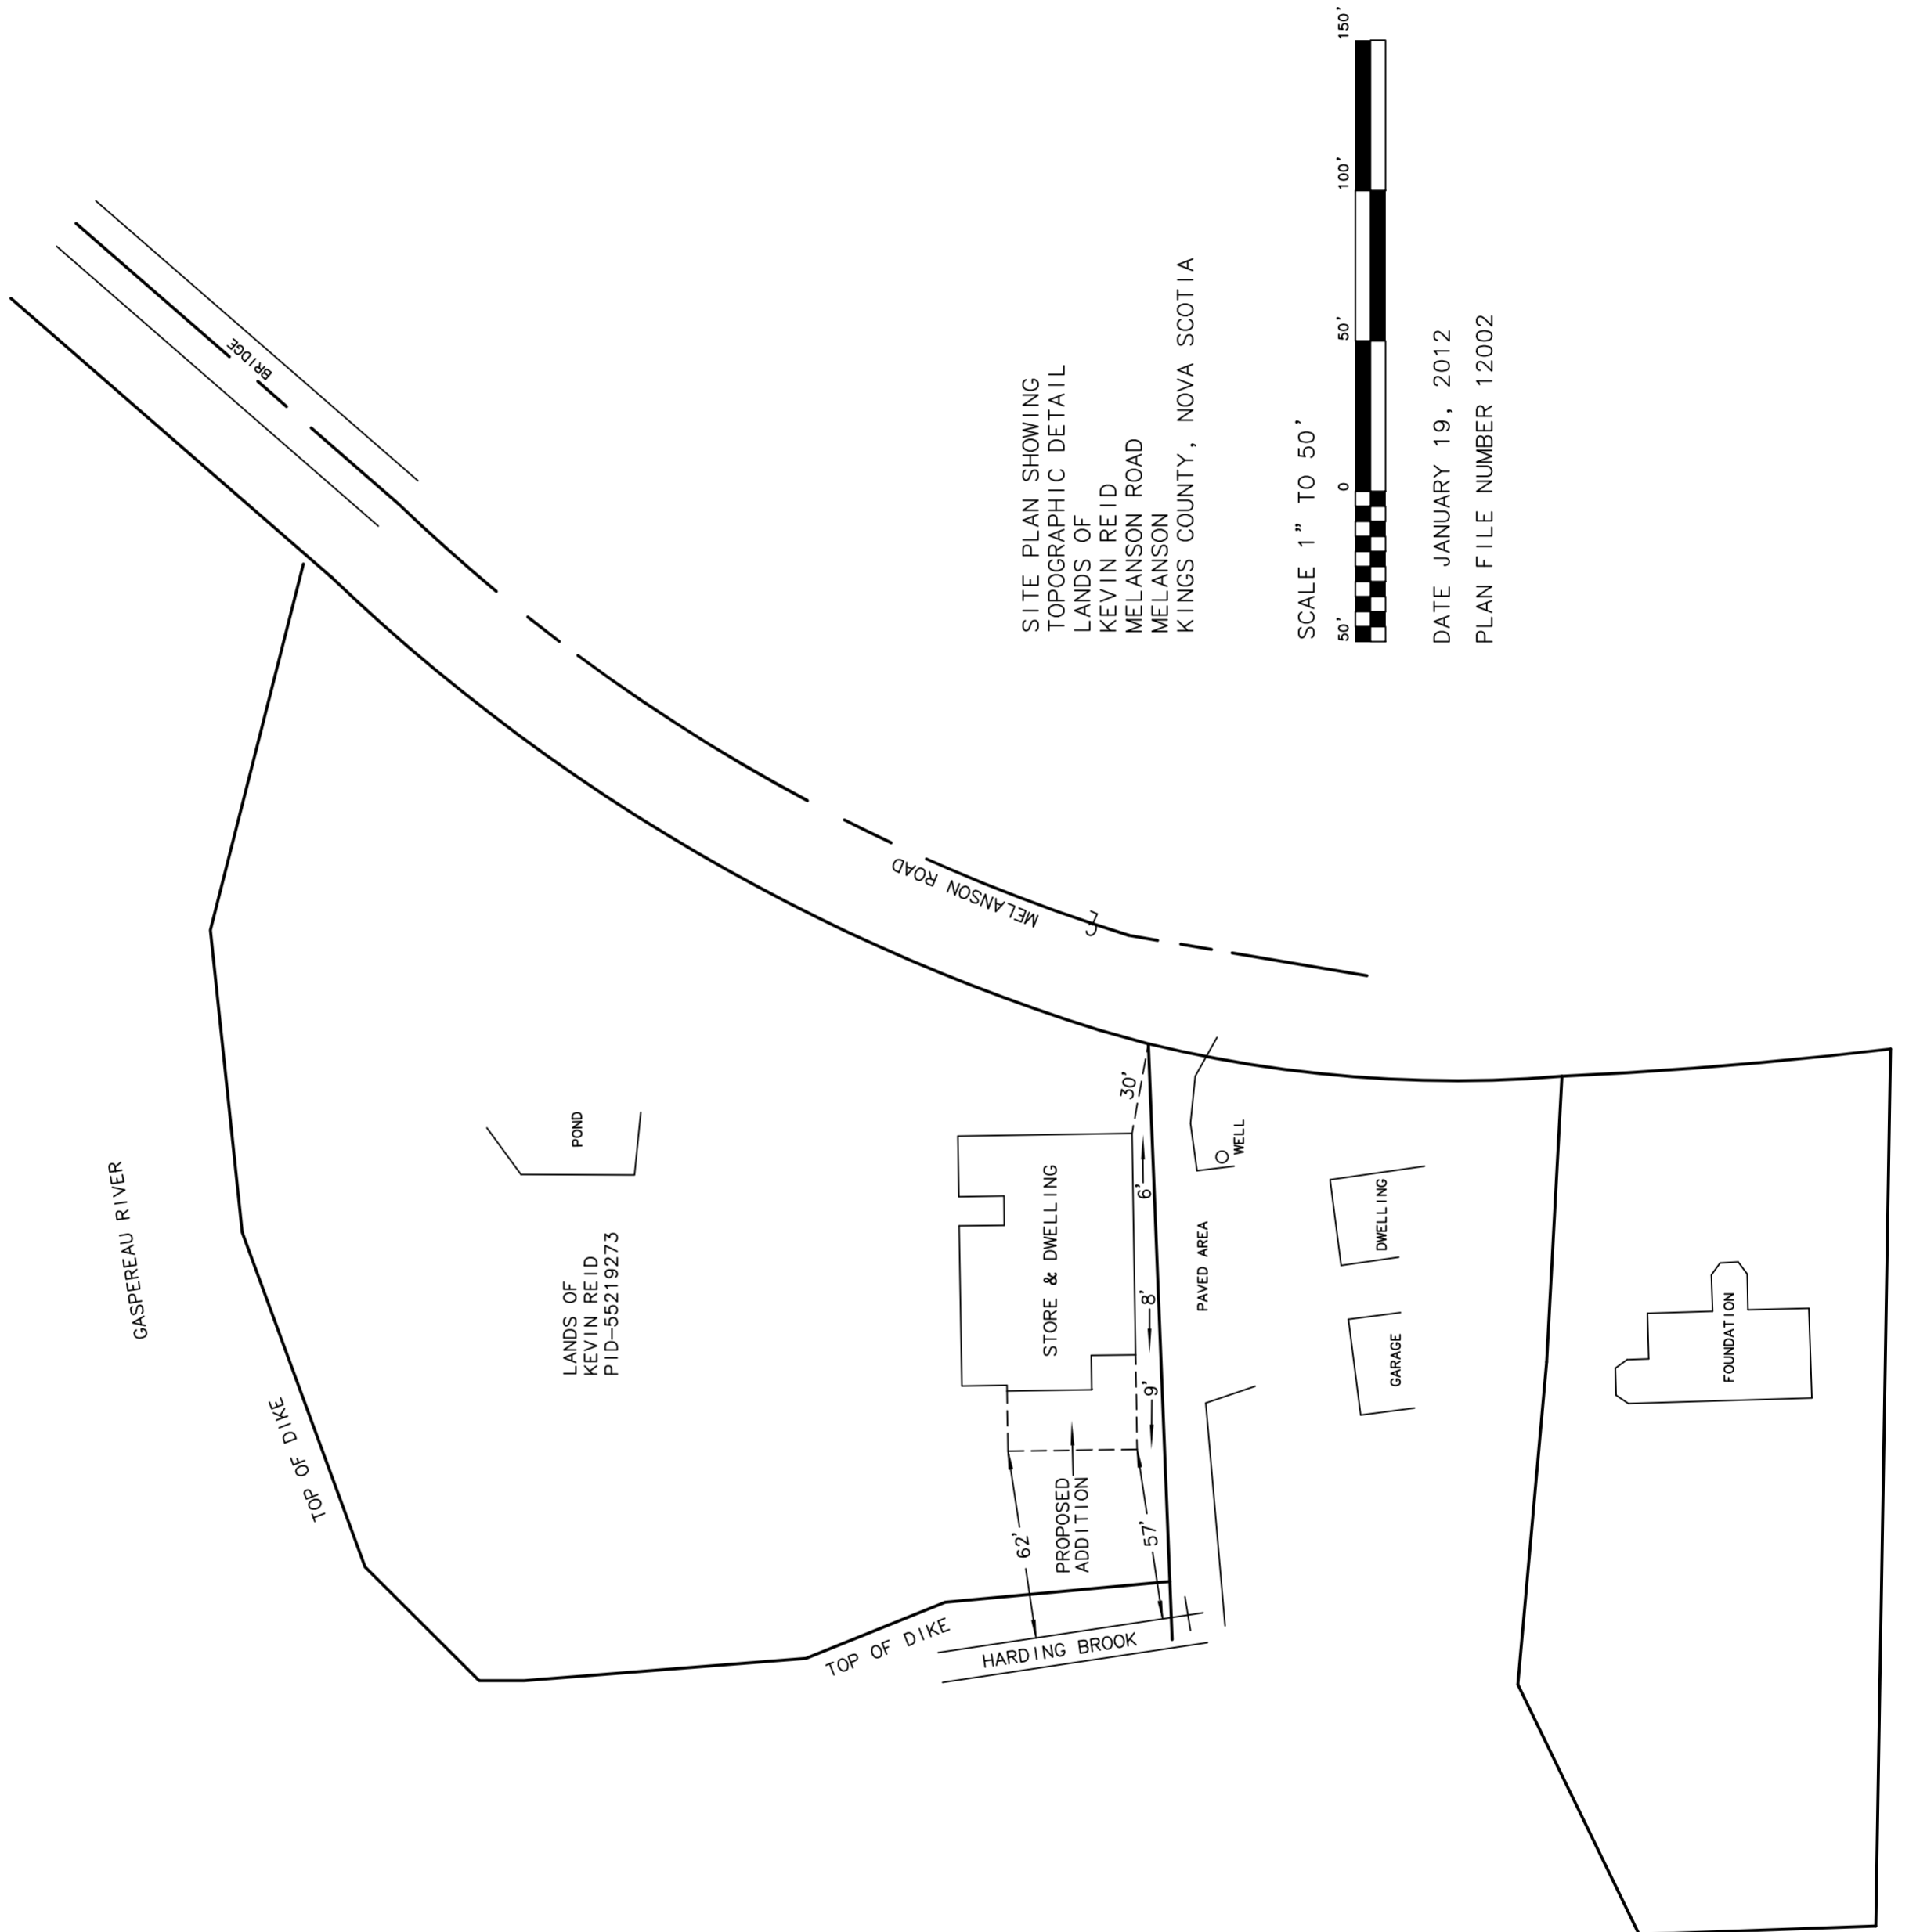 SITE PLAN SHOWING
TOPOGRAPHIC DETAIL
LANDS OF
KEVIN REID
MELANSON ROAD
MELANSON
KINGS COUNTY, NOVA SCOTIA
SCALE 1" TO 50'
50'
0
50'
100'
150'
DATE JANUARY 19, 2012
PLAN FILE NUMBER 12002
GASPEREAU RIVER
TOP OF DIKE
LANDS OF
KEVIN REID
PID-55219273
POND
BRIDGE
MELANSON ROAD
CL
STORE & DWELLING
30'
6'
8'
9'
62'
57'
PROPOSED
ADDITION
TOP OF DIKE
HARDING BROOK
PAVED AREA
WELL
DWELLING
GARAGE
FOUNDATION